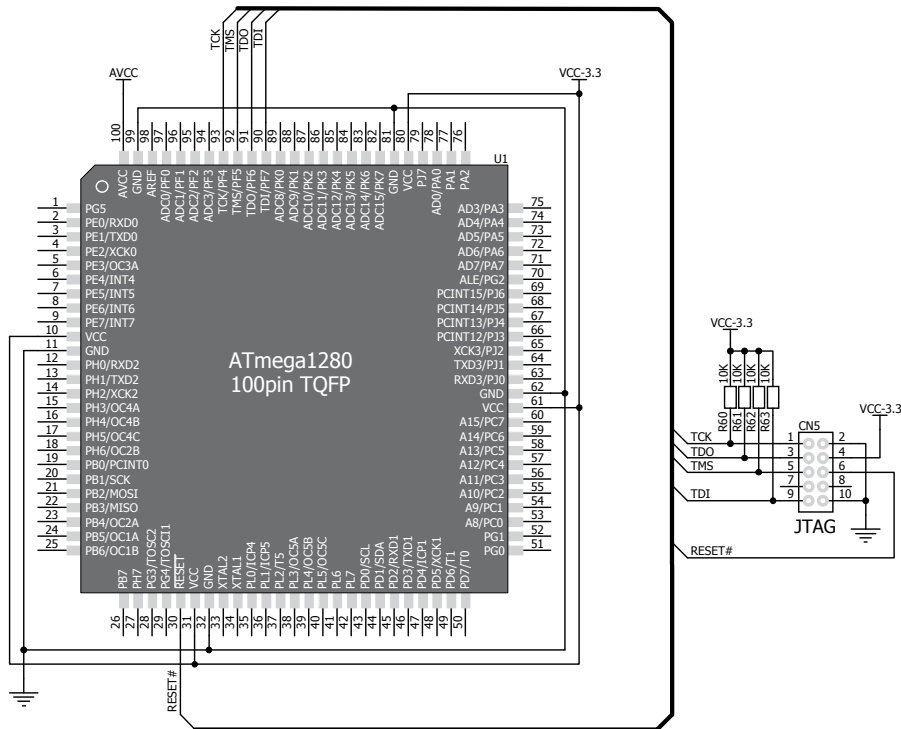 TCK
TMS
TDO
TDI
AVCC
VCC-3.3
100
99
98
97
96
95
94
93
92
91
90
89
88
87
86
85
84
83
82
81
80
79
78
77
76
U1
AVCC
GND
AREF
ADC0/PF0
ADC1/PF1
ADC2/PF2
ADC3/PF3
TCK/PF4
TMS/PF5
TDO/PF6
TDI/PF7
ADC8/PK0
ADC9/PK1
ADC10/PK2
ADC11/PK3
ADC12/PK4
ADC13/PK5
ADC14/PK6
ADC15/PK7
GND
VCC
PJ7
AD0/PA0
PA1
PA2
1 PG5
2 PE0/RXD0
3 PE1/TXD0
4 PE2/XCK0
5 PE3/OC3A
6 PE4/INT4
7 PE5/INT5
8 PE6/INT6
9 PE7/INT7
10 VCC
11 GND
12 PH0/RXD2
13 PH1/TXD2
14 PH2/XCK2
15 PH3/OC4A
16 PH4/OC4B
17 PH5/OC4C
18 PH6/OC2B
19 PB0/PCINT0
20 PB1/SCK
21 PB2/MOSI
22 PB3/MISO
23 PB4/OC2A
24 PB5/OC1A
25 PB6/OC1B
ATmega1280
100pin TQFP
AD3/PA3 75
AD4/PA4 74
AD5/PA5 73
AD6/PA6 72
AD7/PA7 71
ALE/PG2 70
PCINT15/PJ6 69
PCINT14/PJ5 68
PCINT13/PJ4 67
PCINT12/PJ3 66
XCK3/PJ2 65
TXD3/PJ1 64
RXD3/PJ0 63
GND 62
VCC 61
A15/PC7 60
A14/PC6 59
A13/PC5 58
A12/PC4 57
A11/PC3 56
A10/PC2 55
A9/PC1 54
A8/PC0 53
PG1 52
PG0 51
PB7
PH7
PG3/TOSC2
PG4/TOSCI1
RESET
VCC
GND
XTAL2
XTAL1
PL0/ICP4
PL1/ICP5
PL2/T5
PL3/OC5A
PL4/OC5B
PL5/OC5C
PL6
PL7
PD0/SCL
PD1/SDA
PD2/RXD1
PD3/TXD1
PD4/ICP1
PD5/XCK1
PD6/T1
PD7/T0
26
27
28
29
30
31
32
33
34
35
36
37
38
39
40
41
42
43
44
45
46
47
48
49
50
RESET#
VCC-3.3
10K
10K
10K
10K
R60
R61
R62
R63
VCC-3.3
CN5
TCK 1 2
TDO 3 4
TMS 5 6
7 8
TDI 9 10
JTAG
RESET#